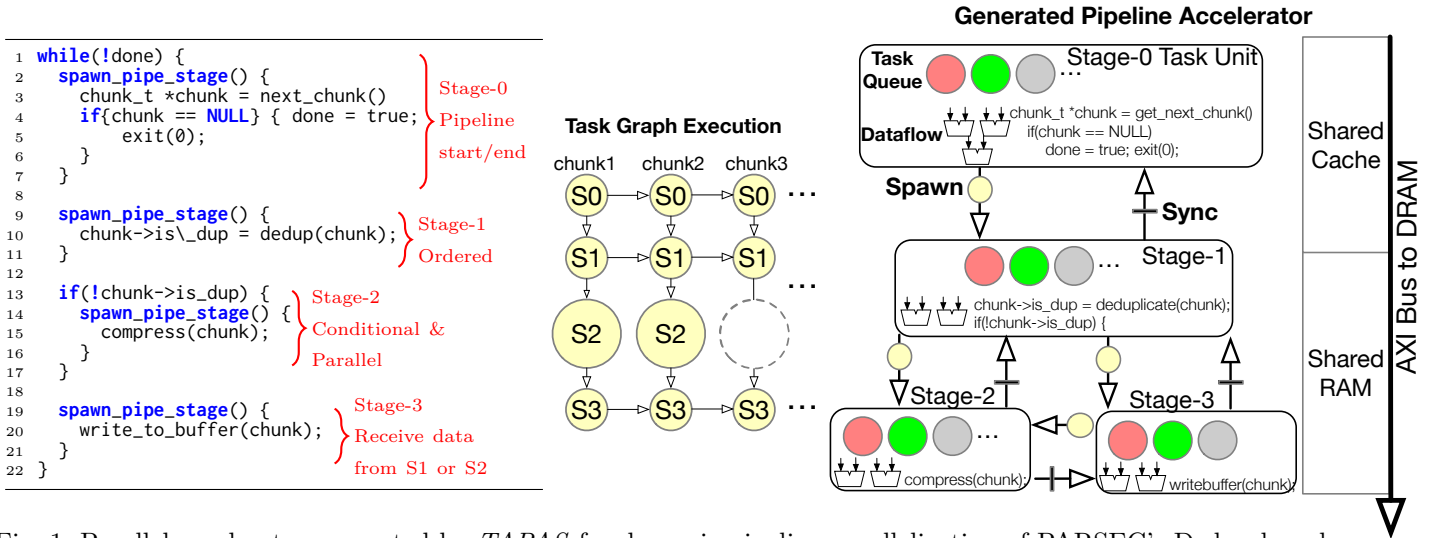 1 while(!done) {
2 spawn_pipe_stage() {
3 chunk_t *chunk = next_chunk()
4 if{chunk == NULL} { done = true;
5 exit(0);
6 }
7 }
8
9 spawn_pipe_stage() {
10 chunk->is\_dup = dedup(chunk);
11 }
12
13 if(!chunk->is_dup) {
14 spawn_pipe_stage() {
15 compress(chunk);
16 }
17 }
18
19 spawn_pipe_stage() {
20 write_to_buffer(chunk);
21 }
22 }
Stage-0
Pipeline
start/end
Stage-1
Ordered
Stage-2
Conditional &
Parallel
Stage-3
Receive data
from S1 or S2
Task Graph Execution
chunk1 chunk2 chunk3
S0 S0 S0 ...
S1 S1 S1
...
S2 S2
S3 S3 S3 ...
Generated Pipeline Accelerator
Task
Queue
... Stage-0 Task Unit
Dataflow
chunk_t *chunk = get_next_chunk()
if(chunk == NULL)
done = true; exit(0);
Spawn
Sync
... Stage-1
chunk->is_dup = deduplicate(chunk);
if(!chunk->is_dup) {
Stage-2
...
compress(chunk);
Stage-3
writebuffer(chunk);
Shared
Cache
Shared
RAM
AXI Bus to DRAM